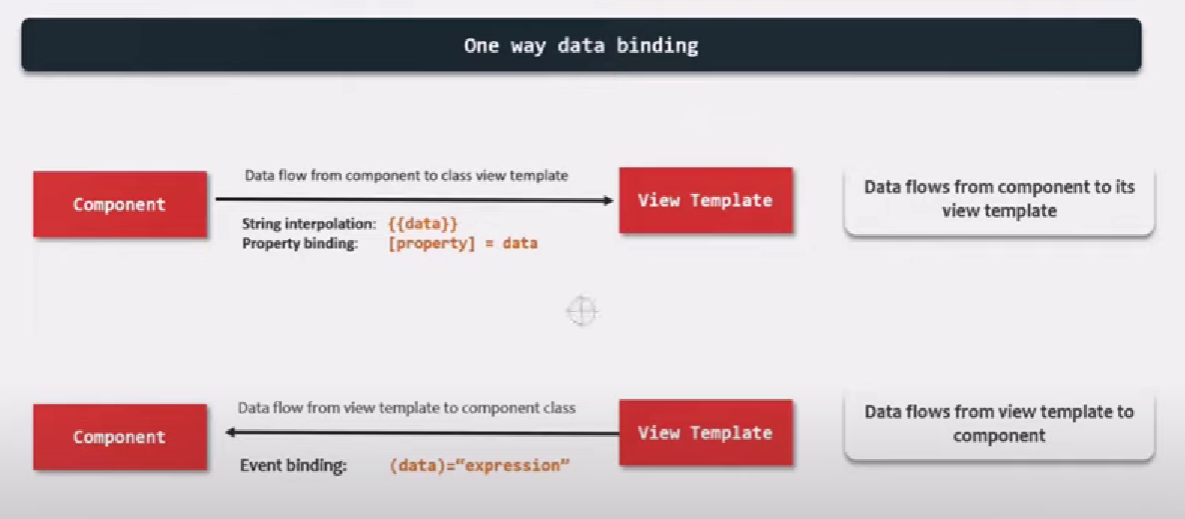 One way data binding
Data flow from component to class view template
Component
View Template
String interpolation: {{data}}
Property binding: [property] = data
Data flows from component to its
view template
Data flow from view template to component class
Component
View Template
Event binding: (data)=”expression”
Data flows from view template to
component